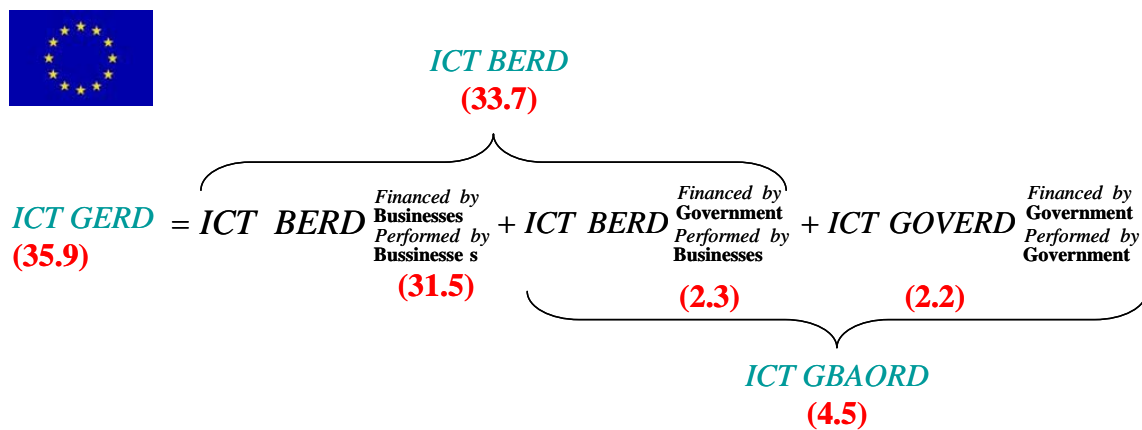 ICT BERD
(33.7)
ICT GERD = ICT BERD Financed by Businesses Performed by Bussinesse s + ICT BERD Financed by Government Performed by Businesses + ICT GOVERD Financed by Government Performed by Government
(35.9)
(31.5)
(2.3)
(2.2)
ICT GBAORD
(4.5)